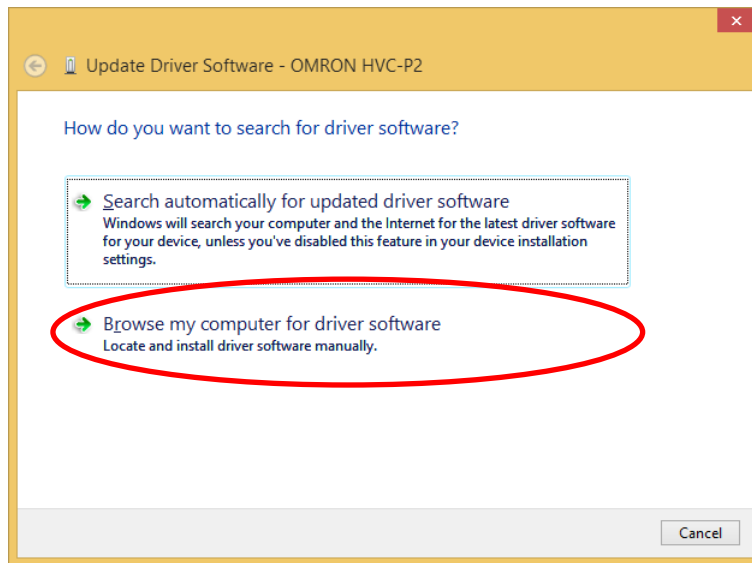 Update Driver Software - OMRON HVC-P2
How do you want to search for driver software?
Search automatically for updated driver software
Windows will search your computer and the Internet for the latest driver software
for your device, unless you've disabled this feature in your device installation
settings.
Browse my computer for driver software
Locate and install driver software manually.
Cancel